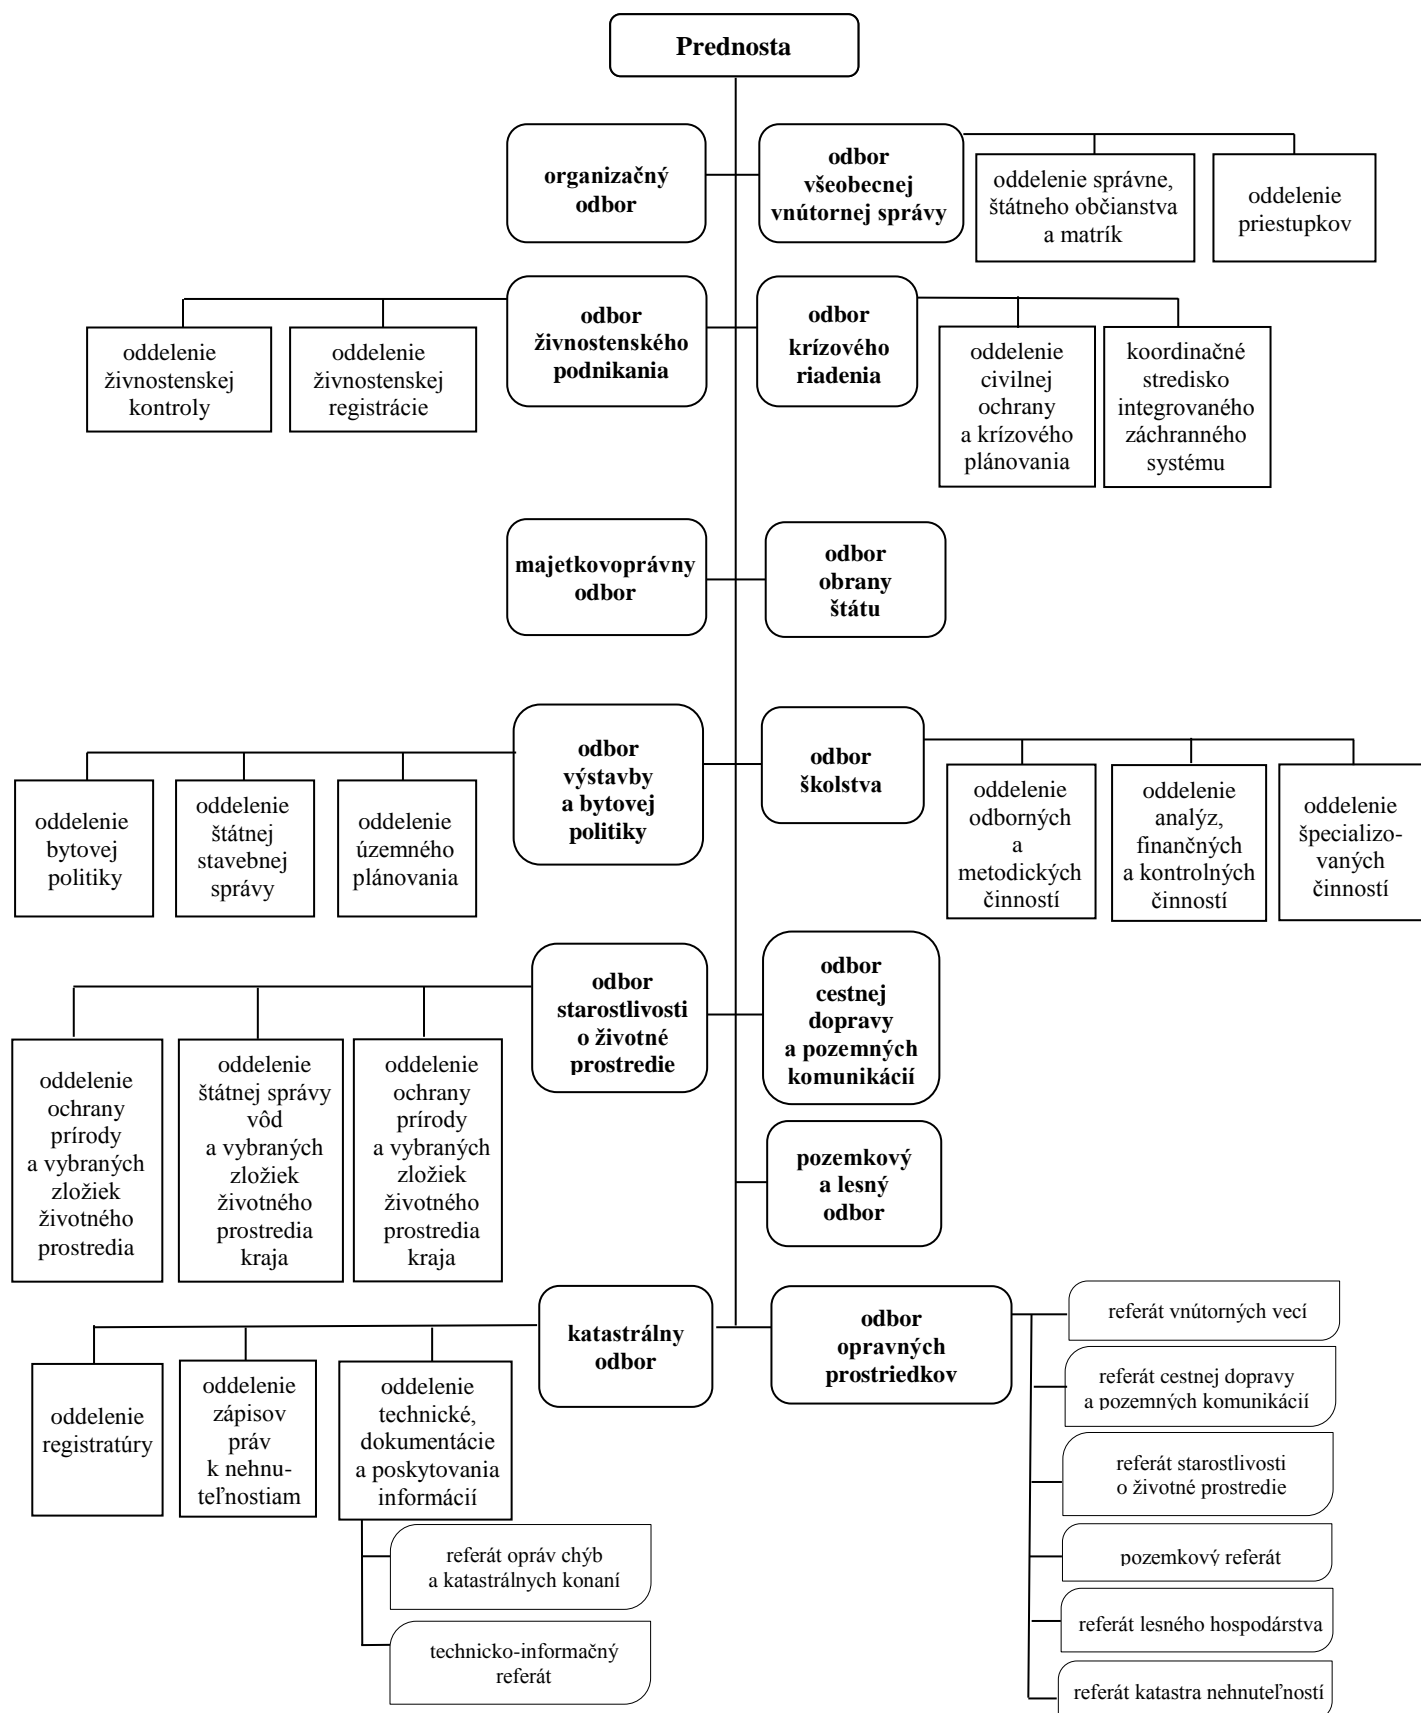 Prednosta
organizačný
odbor
odbor
všeobecnej
vnútornej správy
oddelenie správne,
štátneho občianstva
a matrík
oddelenie
priestupkov
oddelenie
živnostenskej
kontroly
oddelenie
živnostenskej
registrácie
odbor
živnostenského
podnikania
odbor
krízového
riadenia
oddelenie
civilnej
ochrany
a krízového
plánovania
koordinačné
stredisko
integrovaného
záchranného
systému
majetkovoprávny
odbor
odbor
obrany
štátu
oddelenie
bytovej
politiky
oddelenie
štátnej
stavebnej
správy
oddelenie
územného
plánovania
odbor
výstavby
a bytovej
politiky
odbor
školstva
oddelenie
odborných
a
metodických
činností
oddelenie
analýz,
finančných
a kontrolných
činností
oddelenie
špecializo-
vaných
činností
odbor
starostlivosti
o životné
prostredie
odbor
cestnej
dopravy
a pozemných
komunikácií
oddelenie
ochrany
prírody
a vybraných
zložiek
životného
prostredia
oddelenie
štátnej správy
vôd
a vybraných
zložiek
životného
prostredia
kraja
oddelenie
ochrany
prírody
a vybraných
zložiek
životného
prostredia
kraja
pozemkový
a lesný
odbor
katastrálny
odbor
odbor
opravných
prostriedkov
oddelenie
registratúry
oddelenie
zápisov
práv
k nehnu-
teľnostiam
oddelenie
technické,
dokumentácie
a poskytovania
informácií
referát opráv chýb
a katastrálnych konaní
technicko-informačný
referát
referát vnútorných vecí
referát cestnej dopravy
a pozemných komunikácií
referát starostlivosti
o životné prostredie
pozemkový referát
referát lesného hospodárstva
referát katastra nehnuteľností